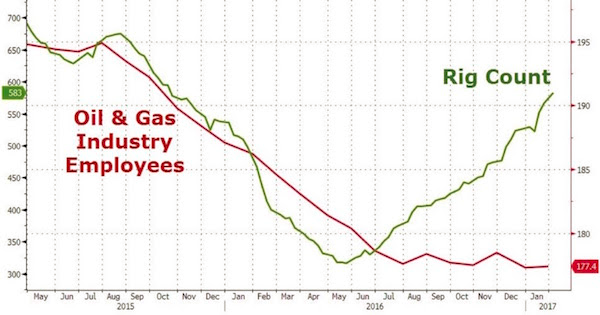 700
650
600
583
550
500
450
400
350
300
Rig Count
Oil & Gas
Industry
Employees
195
190
185
180
177.4
May Jun Jul Aug Sep Oct Nov Dec Jan Feb Mar Apr May Jun Jul Aug Sep Oct Nov Dec Jan
2015 2016 2017